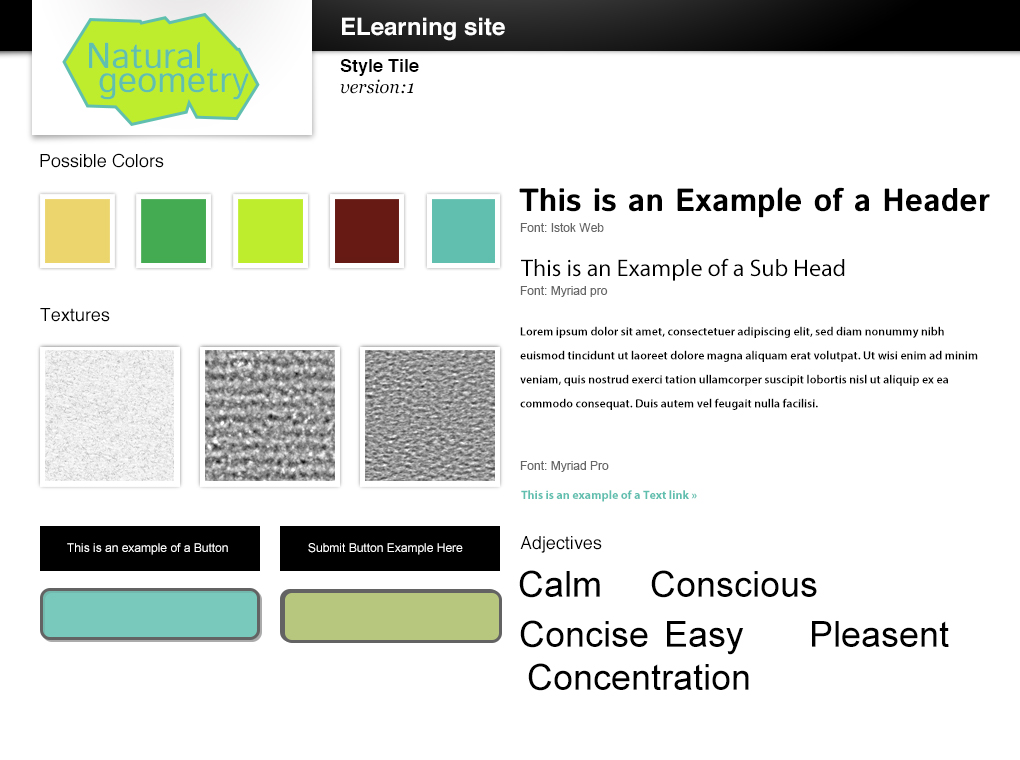 Natural
geometry
ELearning site
Style Tile
version:1
Possible Colors
Textures
This is an example of a Button
Submit Button Example Here
This is an Example of a Header
Font: Istok Web
This is an Example of a Sub Head
Font: Myriad pro
Lorem ipsum dolor sit amet, consectetuer adipiscing elit, sed diam nonummy nibh
euismod tincidunt ut laoreet dolore magna aliquam erat volutpat. Ut wisi enim ad minim
veniam, quis nostrud exerci tation ullamcorper suscipit lobortis nisl ut aliquip ex ea
commodo consequat. Duis autem vel feugait nulla facilisi.
Font: Myriad Pro
This is an example of a Text link »
Adjectives
Calm Conscious
Concise Easy Pleasent
Concentration